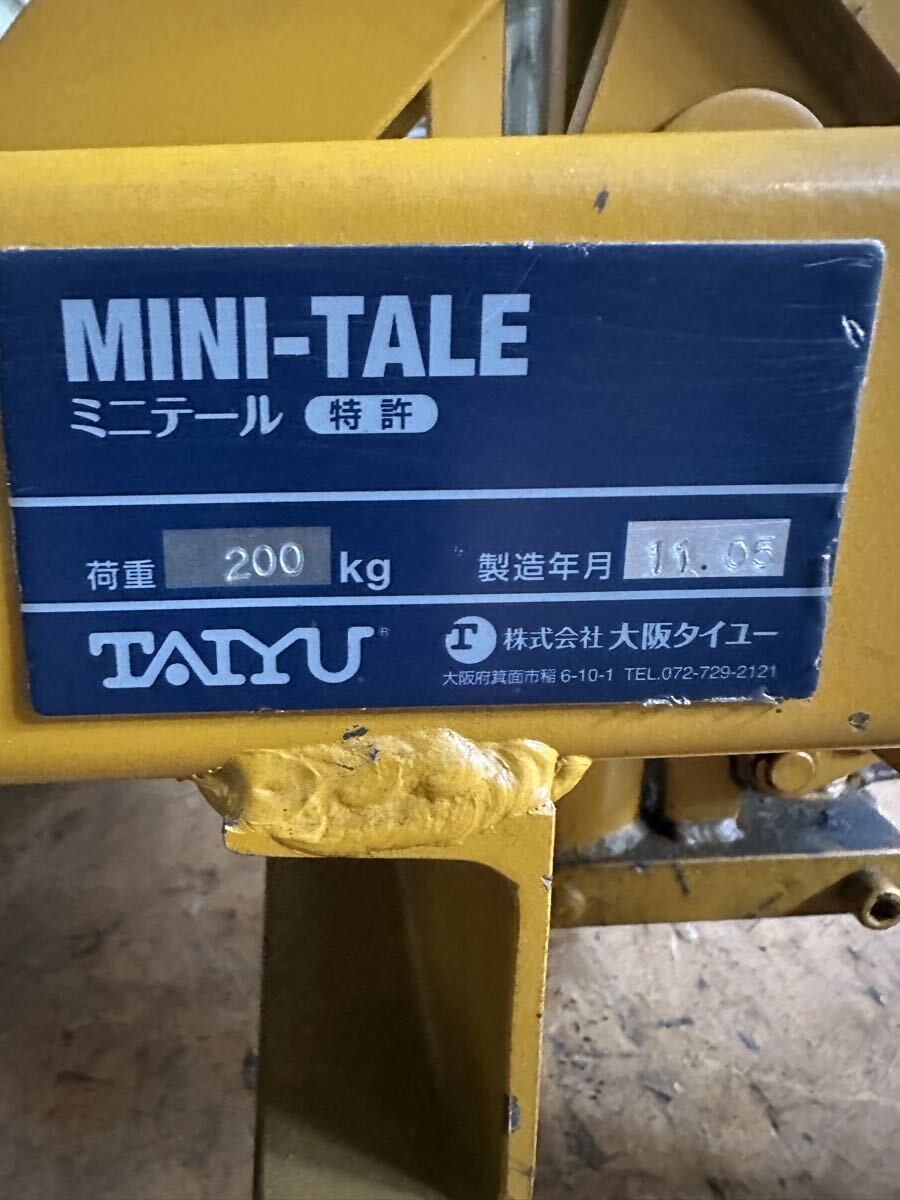 MINI-TALE
ミニテール 特許
荷重 200 kg 製造年月 11.05
TAIYU® T 株式会社 大阪タイユー
大阪府箕面市稲 6-10-1 TEL.072-729-2121